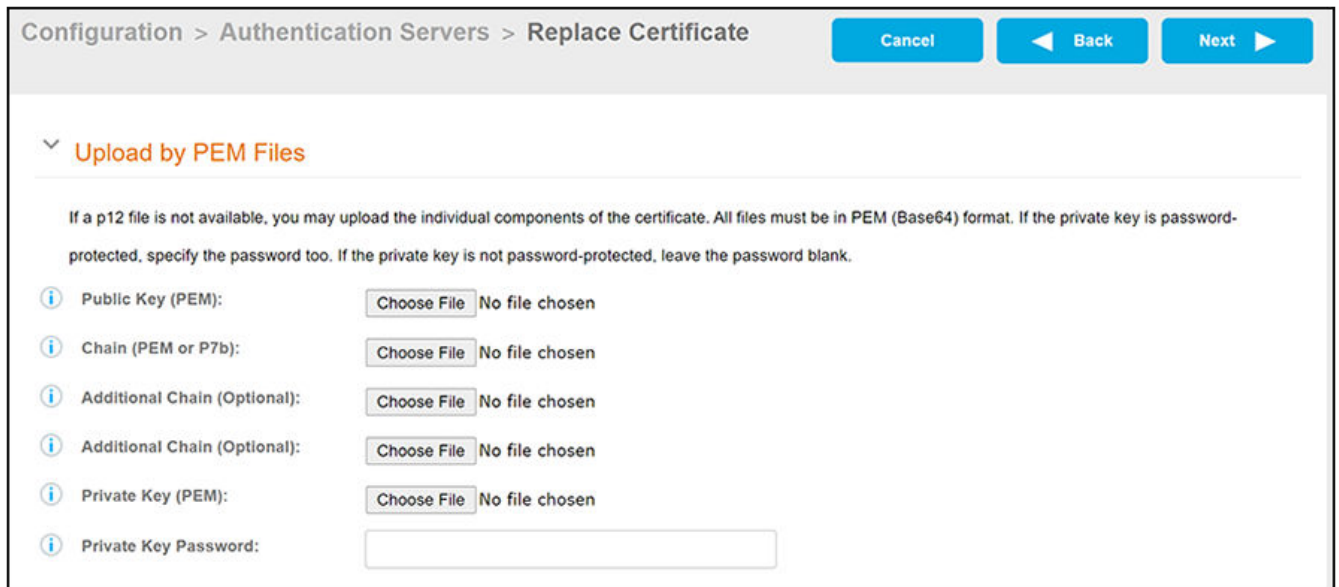 Configuration > Authentication Servers > Replace Certificate
Cancel
Back
Next
Upload by PEM Files
If a p12 file is not available, you may upload the individual components of the certificate. All files must be in PEM (Base64) format. If the private key is password-
protected, specify the password too. If the private key is not password-protected, leave the password blank.
Public Key (PEM): Choose File No file chosen
Chain (PEM or P7b): Choose File No file chosen
Additional Chain (Optional): Choose File No file chosen
Additional Chain (Optional): Choose File No file chosen
Private Key (PEM): Choose File No file chosen
Private Key Password: